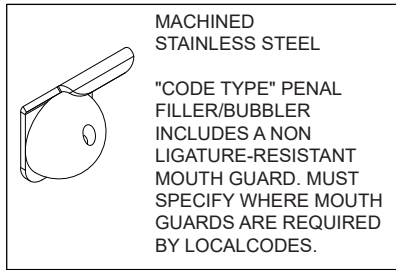 MACHINED
STAINLESS STEEL
"CODE TYPE" PENAL
FILLER/BUBBLER
INCLUDES A NON
LIGATURE-RESISTANT
MOUTH GUARD. MUST
SPECIFY WHERE MOUTH
GUARDS ARE REQUIRED
BY LOCALCODES.